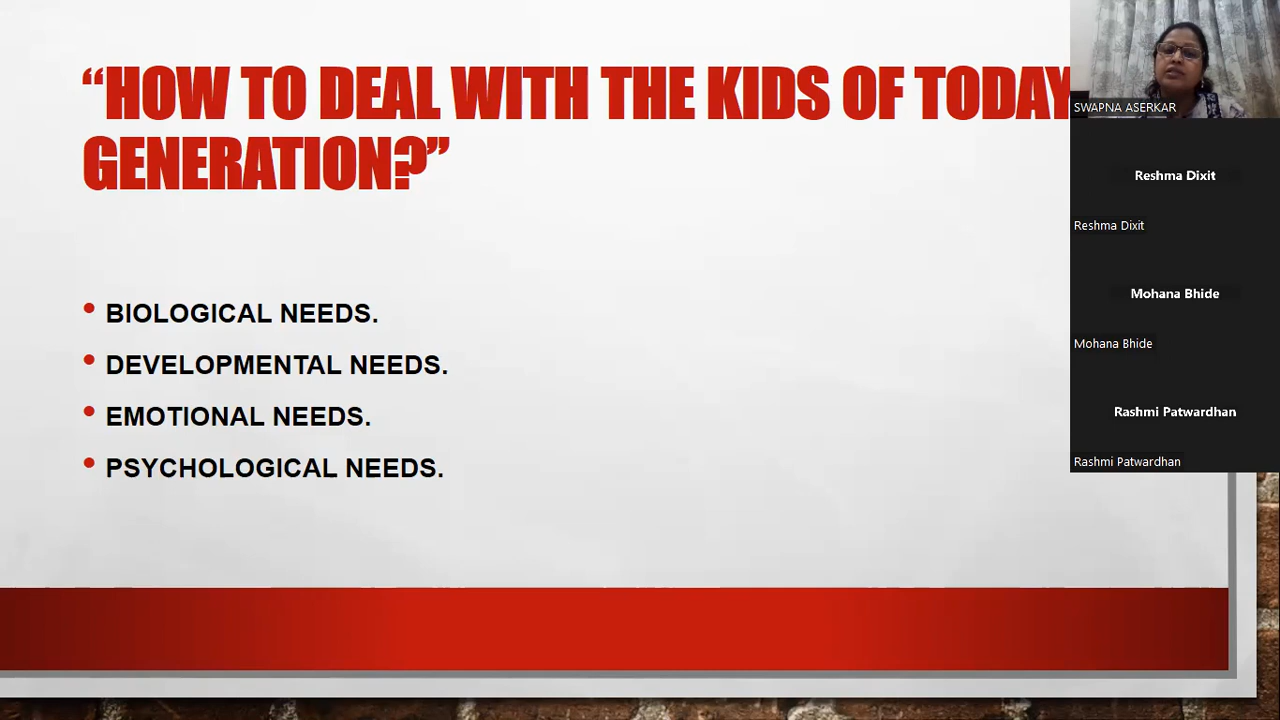 “HOW TO DEAL WITH THE KIDS OF TODAY
GENERATION?”
• BIOLOGICAL NEEDS.
• DEVELOPMENTAL NEEDS.
• EMOTIONAL NEEDS.
• PSYCHOLOGICAL NEEDS.
SWAPNA ASERKAR
Reshma Dixit
Reshma Dixit
Mohana Bhide
Mohana Bhide
Rashmi Patwardhan
Rashmi Patwardhan